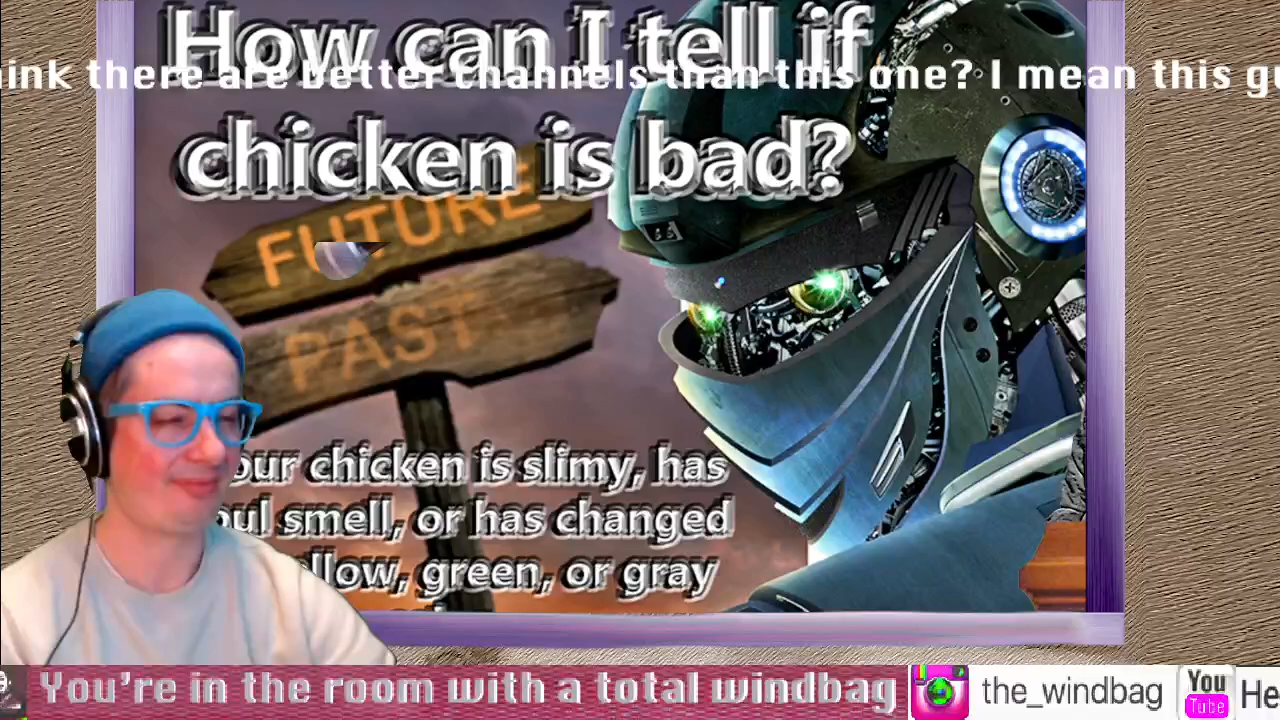 How can I tell if
ink there are better channels than this one? I mean this gu
chicken is bad?
FUTURE
PAST
our chicken is slimy, has
oul smell, or has changed
llow, green, or gray
You're in the room with a total windbag
the_windbag
You
Tube
He